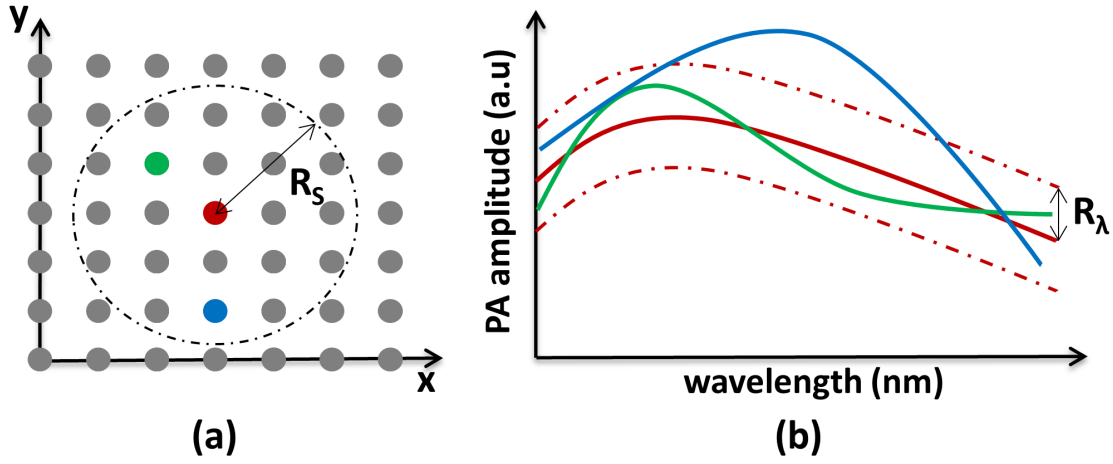 y
R_S
x
(a)
PA amplitude (a.u)
R_λ
wavelength (nm)
(b)